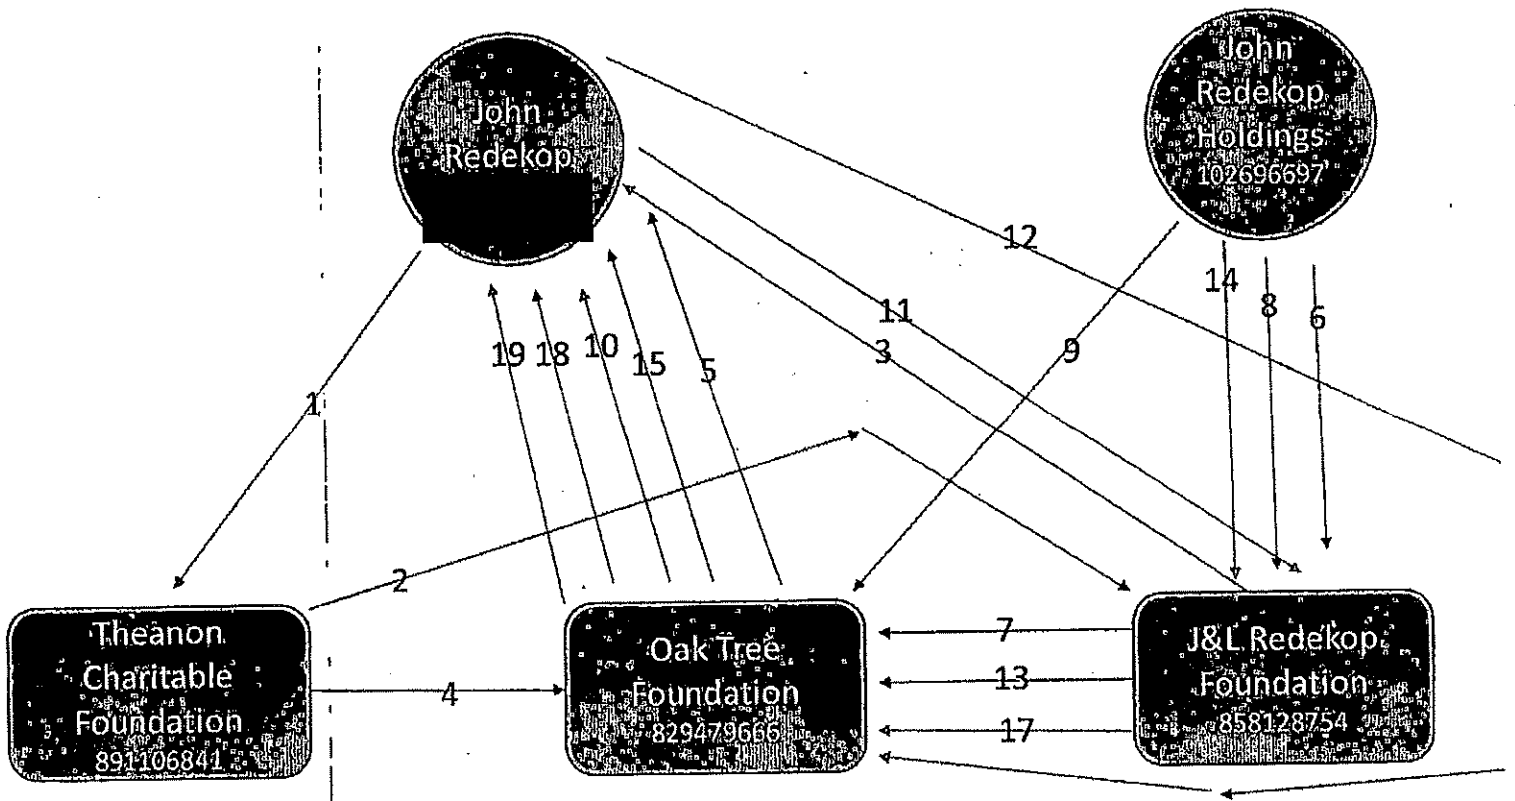 John
Redekop
John
Redekop
Holdings
102696697
12
14
8
6
11
3
9
19
18
10
15
5
1
2
Theanon
Charitable
Foundation
891106841
4
Oak Tree
Foundation
829479666
7
13
17
J&L Redekop
Foundation
858128754